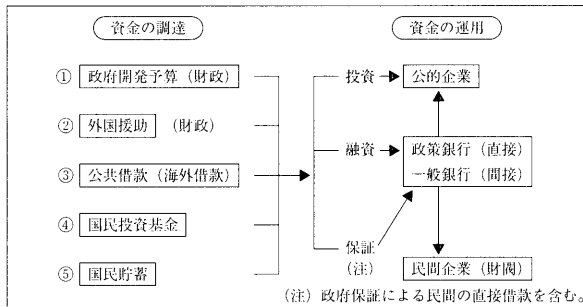 資金の調達
資金の運用
① 政府開発予算(財政)
② 外国援助 (財政)
③ 公共借款(海外借款)
④ 国民投資基金
⑤ 国民貯蓄
投資
公的企業
融資
政策銀行(直接)
一般銀行(間接)
保証
(注)
民間企業(財閥)
(注)政府保証による民間の直接借款を含む。